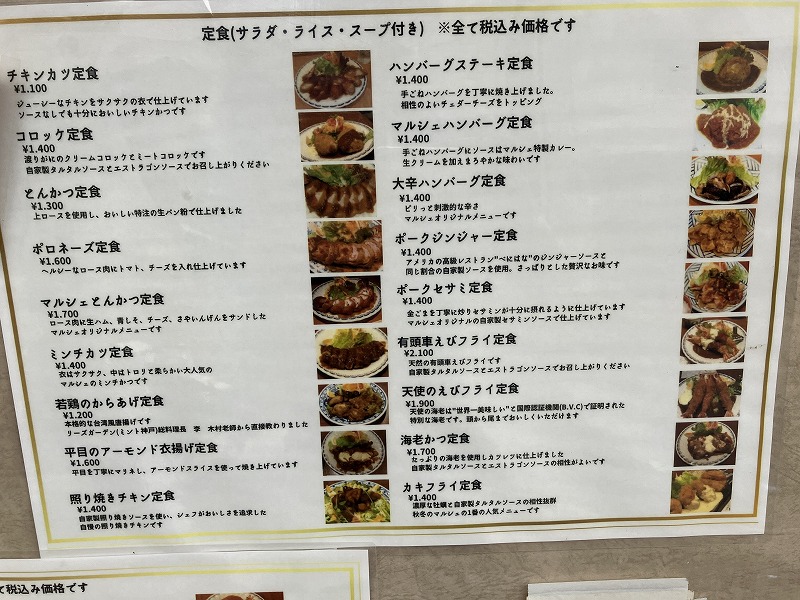 定食(サラダ・ライス・スープ付き) ※全て税込み価格です
チキンカツ定食
¥1.100
ジューシーなチキンをサクサクの衣で仕上げています
ソースなしでも十分においしいチキンかつです
コロッケ定食
¥1.400
渡りがにのクリームコロッケとミートコロッケです
自家製タルタルソースとエストラゴンソースでお召し上がりください
とんかつ定食
¥1.300
上ロースを使用し、おいしい特注の生パン粉で仕上げました
ボロネーズ定食
¥1.600
ヘルシーなロース肉にトマト、チーズを入れ仕上げています
マルシェとんかつ定食
¥1.700
ロース肉に生ハム、青しそ、チーズ、さやいんげんをサンドした
マルシェオリジナルメニューです
ミンチカツ定食
¥1.400
衣はサクサク、中はトロリと柔らかい大人気の
マルシェのミンチかつです
若鶏のからあげ定食
¥1.200
本格的な台湾風唐揚げです
リーズガーデン(ミント神戸)総料理長 李 木村老師から直接教わりました
平目のアーモンド衣揚げ定食
¥1.600
平目を丁寧にマリネし、アーモンドスライスを使って焼き上げています
照り焼きチキン定食
¥1.400
自家製照り焼きソースを使い、シェフがおいしさを追求した
自慢の照り焼きチキンです
ハンバーグステーキ定食
¥1.400
手ごねハンバーグを丁寧に焼き上げました。
相性のよいチェダーチーズをトッピング
マルシェハンバーグ定食
¥1.400
手ごねハンバーグにソースはマルシェ特製カレー。
生クリームを加えまろやかな味わいです
大辛ハンバーグ定食
¥1.400
ピリっと刺激的な辛さ
マルシェオリジナルメニューです
ポークジンジャー定食
¥1.400
アメリカの高級レストラン"べにはな"のジンジャーソースと
同じ割合の自家製ソースを使用。さっぱりとした贅沢なお味です
ポークセサミ定食
¥1.400
金ごまを丁寧に炒りセサミンが十分に摂れるように仕上げています
マルシェオリジナルの自家製セサミンソースで仕上げています
有頭車えびフライ定食
¥2.100
天然の有頭車えびフライです
自家製タルタルソースとエストラゴンソースでお召し上がりください
天使のえびフライ定食
¥1.900
天使の海老は"世界一美味しい"と国際認証機関(B.V.C)で証明された
特別な海老です。頭から尾までおいしくいただけます
海老かつ定食
¥1.700
たっぷりの海老を使用しカツレツに仕上げました
自家製タルタルソースとエストラゴンソースの相性がよいです
カキフライ定食
¥1.400
濃厚な牡蠣と自家製タルタルソースの相性抜群
秋冬のマルシェの1番の人気メニューです
て税込み価格です